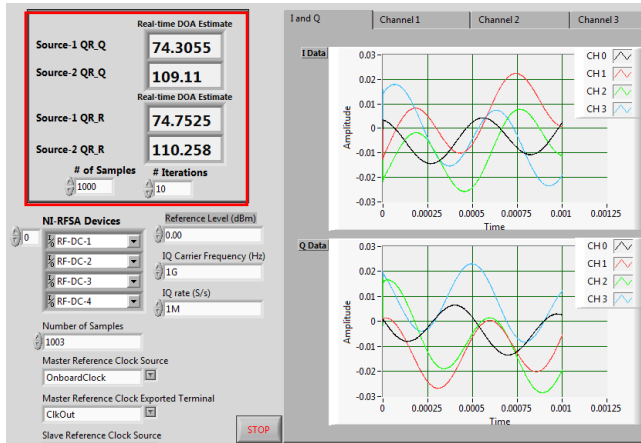 Real-time DOA Estimate
Source-1 QR_Q
74.3055
Source-2 QR_Q
109.11
Real-time DOA Estimate
Source-1 QR_R
74.7525
Source-2 QR_R
110.258
# of Samples
# Iterations
1000
10
NI-RFSA Devices
0
RF-DC-1
RF-DC-2
RF-DC-3
RF-DC-4
Reference Level (dBm)
0.00
IQ Carrier Frequency (Hz)
1G
IQ rate (S/s)
1M
Number of Samples
1003
Master Reference Clock Source
OnboardClock
Master Reference Clock Exported Terminal
ClkOut
Slave Reference Clock Source
STOP
I and Q
Channel 1
Channel 2
Channel 3
I Data
CH 0
CH 1
CH 2
CH 3
Amplitude
0.03
0.02
0.01
0
-0.01
-0.02
-0.03
0 0.00025 0.0005 0.00075 0.001 0.00125
Time
Q Data
CH 0
CH 1
CH 2
CH 3
Amplitude
0.03
0.02
0.01
0
-0.01
-0.02
-0.03
0 0.00025 0.0005 0.00075 0.001 0.00125
Time